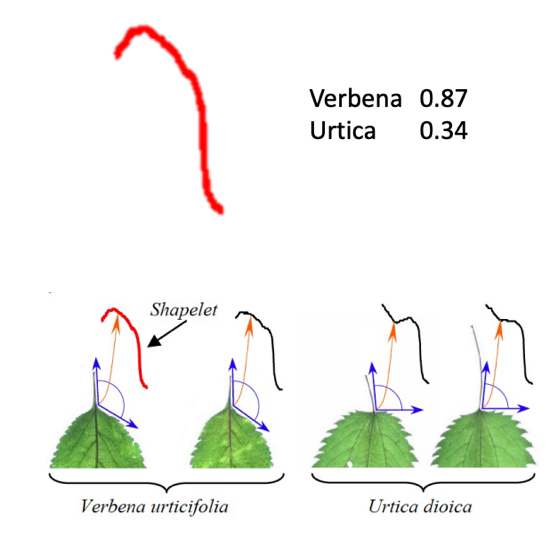 Verbena 0.87
Urtica 0.34
Shapelet
Verbena urticifolia
Urtica dioica